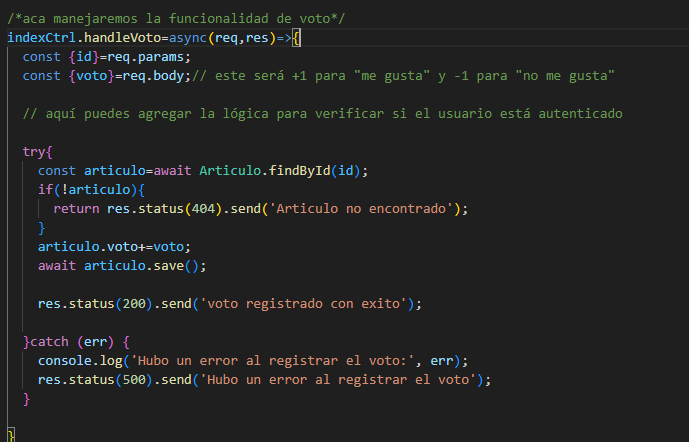 /*aca manejaremos la funcionalidad de voto*/
indexCtrl.handleVoto=async(req,res)=>{
const {id}=req.params;
const {voto}=req.body;// este será +1 para "me gusta" y -1 para "no me gusta"
// aquí puedes agregar la lógica para verificar si el usuario está autenticado
try{
const articulo=await Articulo.findById(id);
if(!articulo){
return res.status(404).send('Articulo no encontrado');
}
articulo.voto+=voto;
await articulo.save();
res.status(200).send('voto registrado con exito');
}catch (err) {
console.log('Hubo un error al registrar el voto:', err);
res.status(500).send('Hubo un error al registrar el voto');
}
}